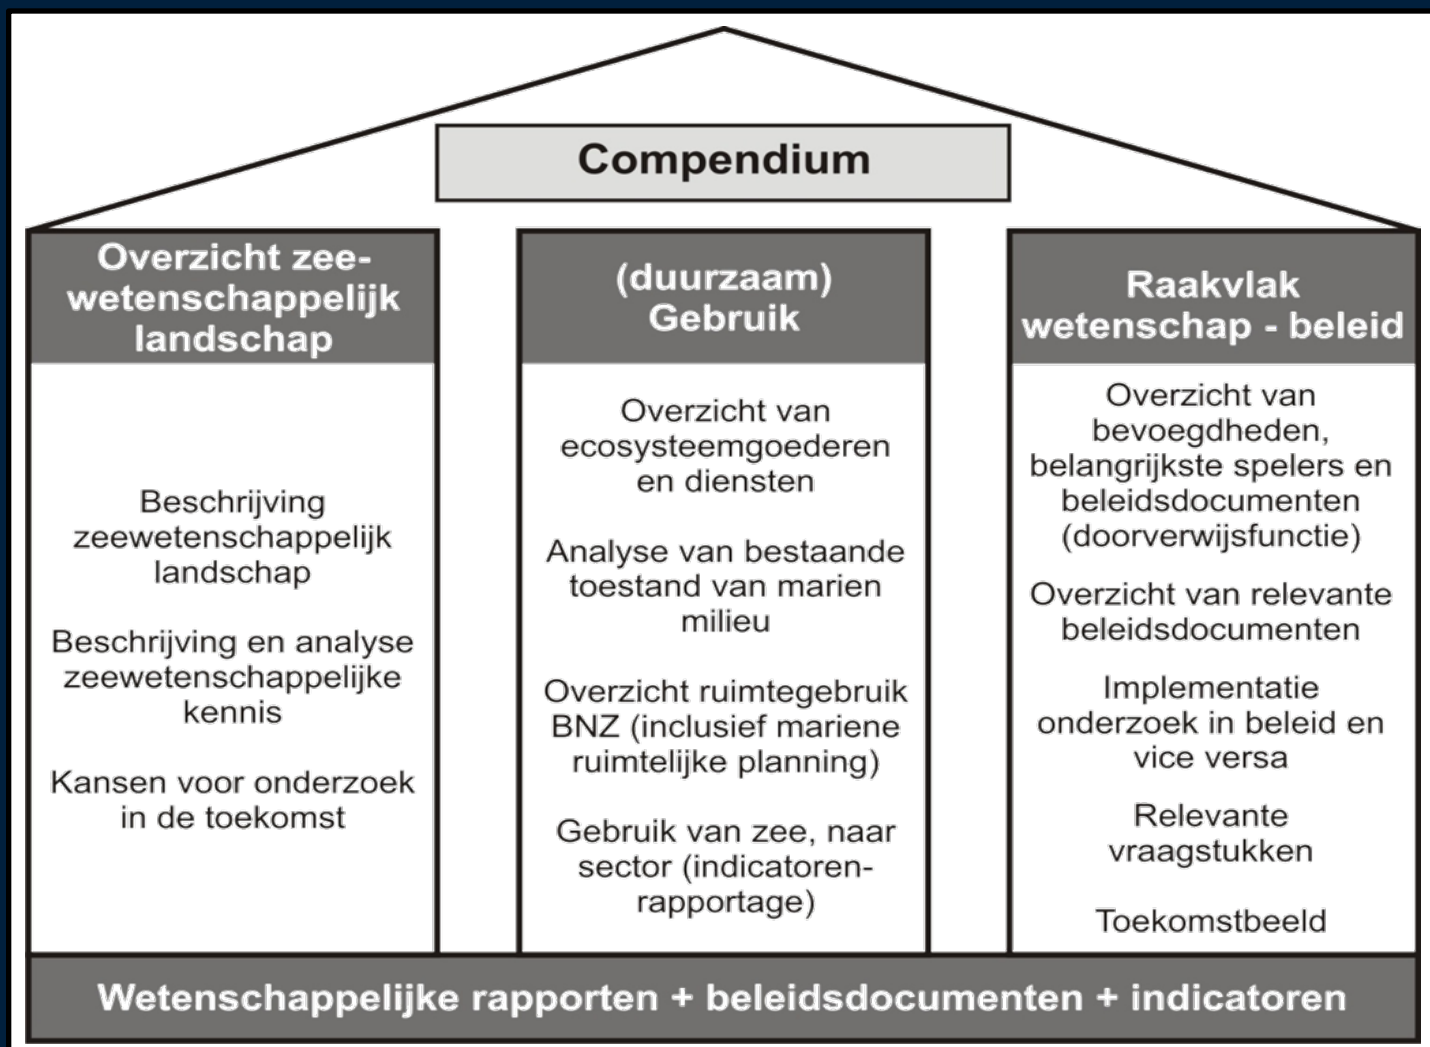 Compendium
Overzicht zee-
wetenschappelijk
landschap
Beschrijving
zeewetenschappelijk
landschap
Beschrijving en analyse
zeewetenschappelijke
kennis
Kansen voor onderzoek
in de toekomst
(duurzaam)
Gebruik
Overzicht van
ecosysteemgoederen
en diensten
Analyse van bestaande
toestand van marien
milieu
Overzicht ruimtegebruik
BNZ (inclusief mariene
ruimtelijke planning)
Gebruik van zee, naar
sector (indicatoren-
rapportage)
Raakvlak
wetenschap - beleid
Overzicht van
bevoegdheden,
belangrijkste spelers en
beleidsdocumenten
(doorverwijsfunctie)
Overzicht van relevante
beleidsdocumenten
Implementatie
onderzoek in beleid en
vice versa
Relevante
vraagstukken
Toekomstbeeld
Wetenschappelijke rapporten + beleidsdocumenten + indicatoren